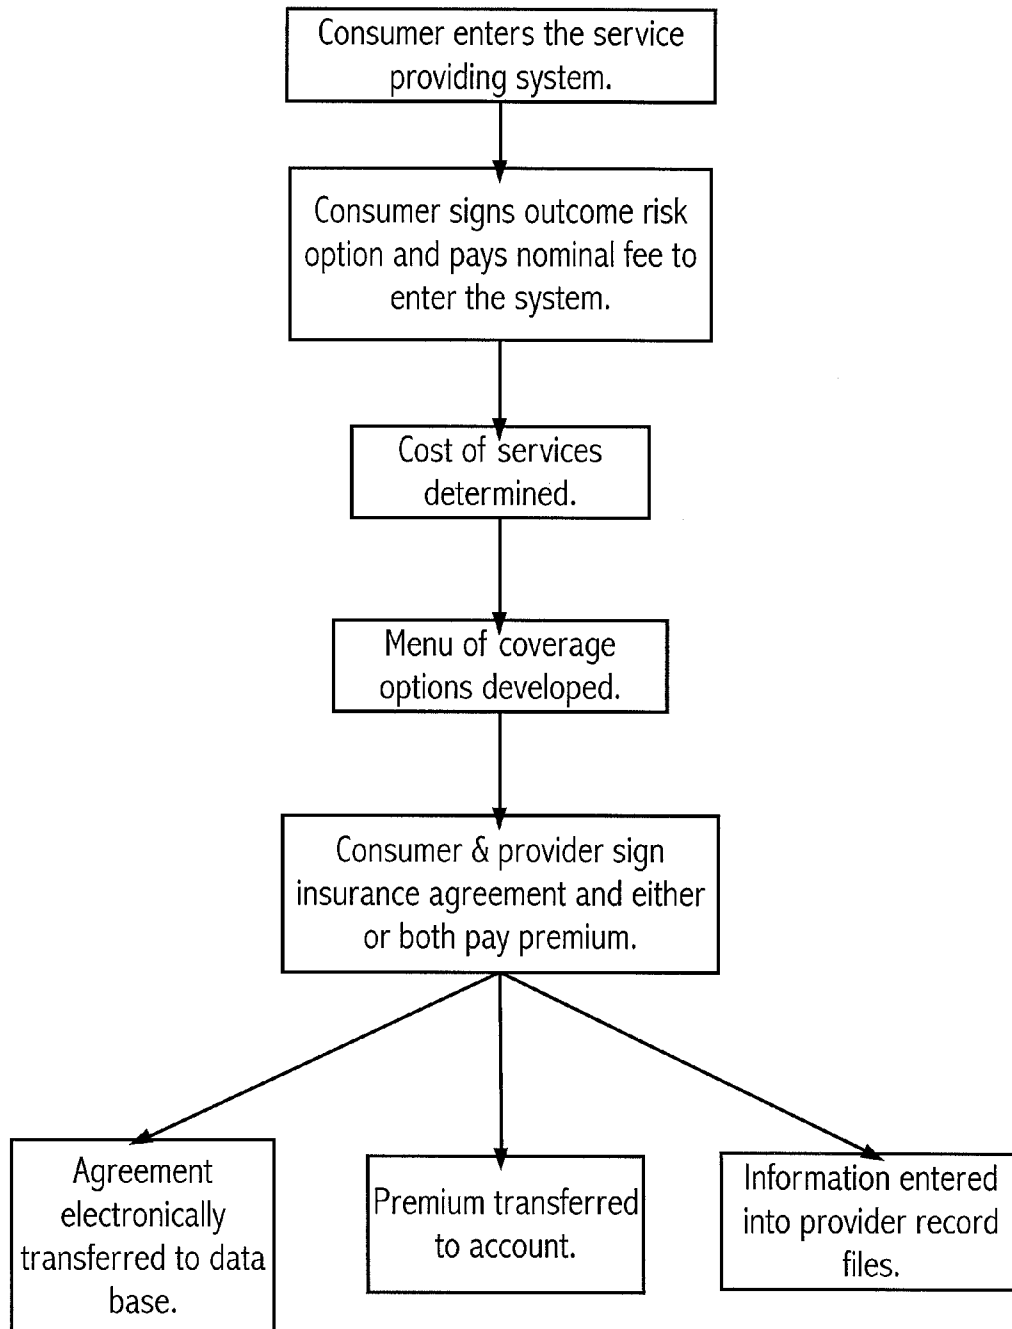 Consumer enters the service
providing system.
Consumer signs outcome risk
option and pays nominal fee to
enter the system.
Cost of services
determined.
Menu of coverage
options developed.
Consumer & provider sign
insurance agreement and either
or both pay premium.
Agreement
electronically
transferred to data
base.
Premium transferred
to account.
Information entered
into provider record
files.